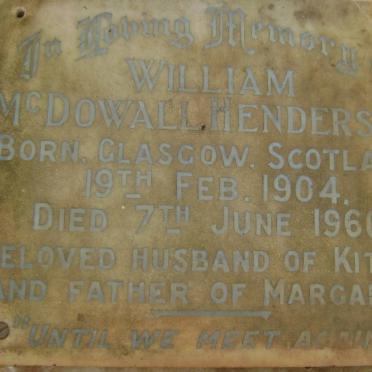 In Loving Memory
WILLIAM
MCDOWALL HENDERS
BORN. GLASGOW. SCOTLA
19TH FEB. 1904.
DIED 7TH JUNE 196
ELOVED HUSBAND OF KIT
AND FATHER OF MARGA
"UNTIL WE MEET AGAIN